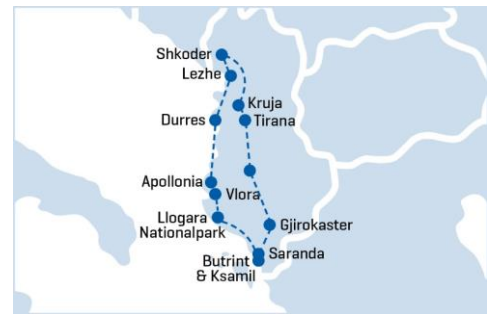 Shkoder
Lezhe
Kruja
Durres
Tirana
Apollonia
Vlora
Llogara
Nationalpark
Gjirokaster
Saranda
Butrint
& Ksamil